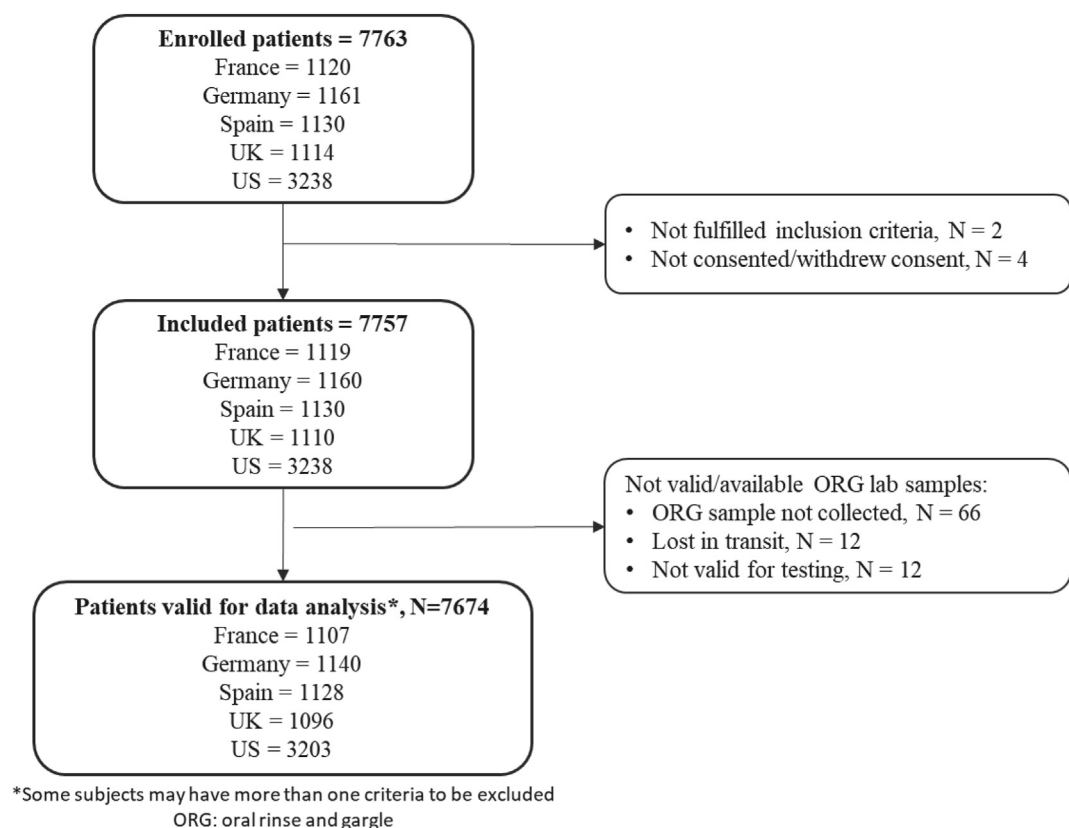 Enrolled patients = 7763
France = 1120
Germany = 1161
Spain = 1130
UK = 1114
US = 3238
• Not fulfilled inclusion criteria, N = 2
• Not consented/withdrew consent, N = 4
Included patients = 7757
France = 1119
Germany = 1160
Spain = 1130
UK = 1110
US = 3238
Not valid/available ORG lab samples:
• ORG sample not collected, N = 66
• Lost in transit, N = 12
• Not valid for testing, N = 12
Patients valid for data analysis*, N=7674
France = 1107
Germany = 1140
Spain = 1128
UK = 1096
US = 3203
*Some subjects may have more than one criteria to be excluded
ORG: oral rinse and gargle